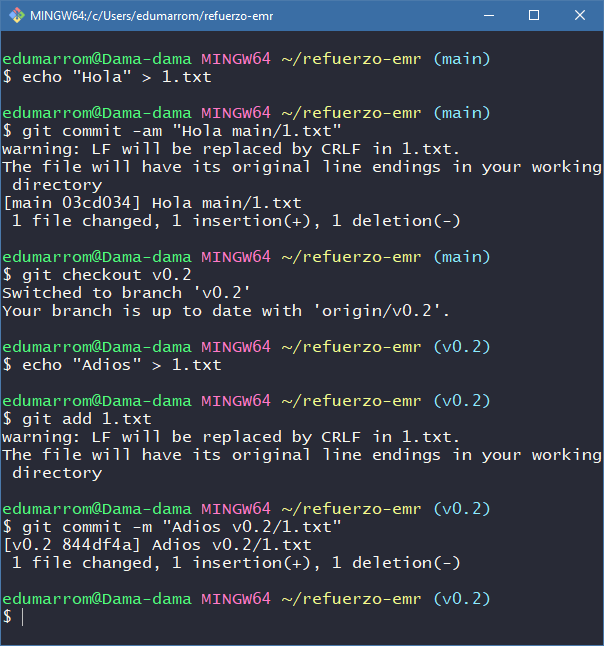 MINGW64:/c/Users/edumarrom/refuerzo-emr
edumarrom@Dama-dama MINGW64 ~/refuerzo-emr (main)
$ echo "Hola" > 1.txt
edumarrom@Dama-dama MINGW64 ~/refuerzo-emr (main)
$ git commit -am "Hola main/1.txt"
warning: LF will be replaced by CRLF in 1.txt.
The file will have its original line endings in your working
 directory
[main 03cd034] Hola main/1.txt
 1 file changed, 1 insertion(+), 1 deletion(-)
edumarrom@Dama-dama MINGW64 ~/refuerzo-emr (main)
$ git checkout v0.2
Switched to branch 'v0.2'
Your branch is up to date with 'origin/v0.2'.
edumarrom@Dama-dama MINGW64 ~/refuerzo-emr (v0.2)
$ echo "Adios" > 1.txt
edumarrom@Dama-dama MINGW64 ~/refuerzo-emr (v0.2)
$ git add 1.txt
warning: LF will be replaced by CRLF in 1.txt.
The file will have its original line endings in your working
 directory
edumarrom@Dama-dama MINGW64 ~/refuerzo-emr (v0.2)
$ git commit -m "Adios v0.2/1.txt"
[v0.2 844df4a] Adios v0.2/1.txt
 1 file changed, 1 insertion(+), 1 deletion(-)
edumarrom@Dama-dama MINGW64 ~/refuerzo-emr (v0.2)
$